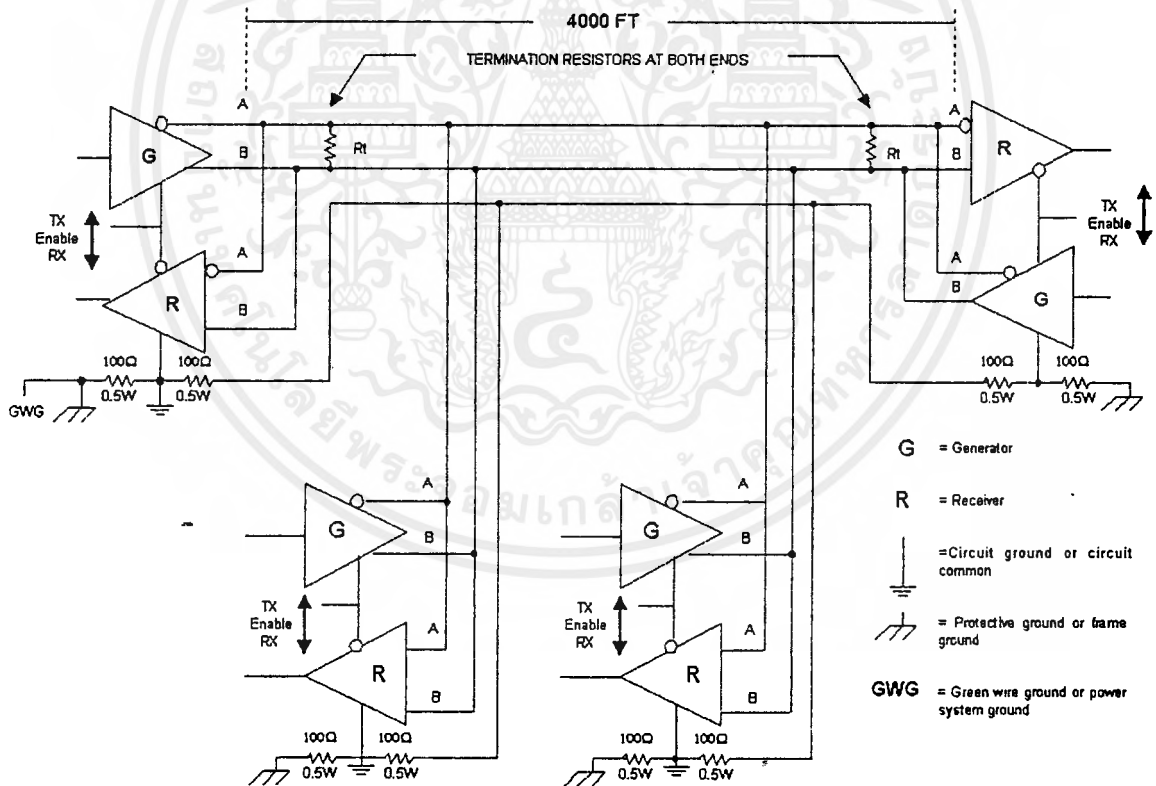 4000 FT
TERMINATION RESISTORS AT BOTH ENDS
A
B
G
Rt
Rt
A
B
R
TX
Enable
RX
A
B
R
TX
Enable
RX
A
B
G
100Ω
0.5W
100Ω
0.5W
GWG
100Ω
0.5W
100Ω
0.5W
A
B
G
TX
Enable
RX
A
B
R
100Ω
0.5W
100Ω
0.5W
A
B
G
TX
Enable
RX
A
B
R
100Ω
0.5W
100Ω
0.5W
G = Generator
R = Receiver
=Circuit ground or circuit
common
= Protective ground or frame
ground
GWG = Green wire ground or power
system ground